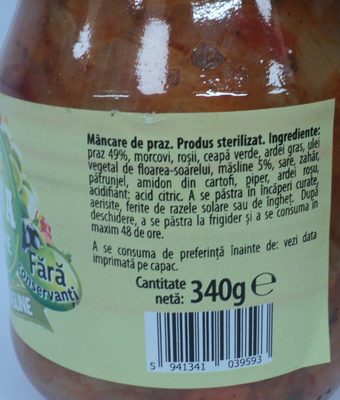 Mâncare de praz. Produs sterilizat. Ingrediente:
praz 49%, morcovi, roșii, ceapă verde, ardei gras, ulei
vegetal de floarea-soarelui, măsline 5%, sare, zahăr,
pătrunjel, amidon din cartofi, piper, ardei roșu,
acidifiant: acid citric. A se păstra în încăperi curate,
aerisite, ferite de razele solare sau de îngheț. După
deschidere, a se păstra la frigider și a se consuma în
maxim 48 de ore.
A se consuma de preferință înainte de: vezi data
imprimată pe capac.
Cantitate
netă: 340g e
Fără
conservanți
5 941341 039593